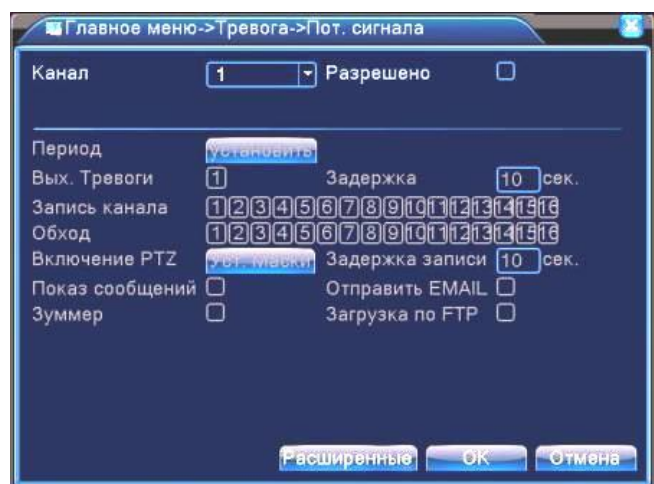 Главное меню->Тревога->Пот. сигнала
Канал 1 Разрешено
Период установить
Вых. Тревоги 1 Задержка 10 сек.
Запись канала 1 2 3 4 5 6 7 8 9 10 11 12 13 14 15 16
Обход 1 2 3 4 5 6 7 8 9 10 11 12 13 14 15 16
Включение PTZ Уст. Маски Задержка записи 10 сек.
Показ сообщений Отправить EMAIL
Зуммер Загрузка по FTP
Расширенные OK Отмена